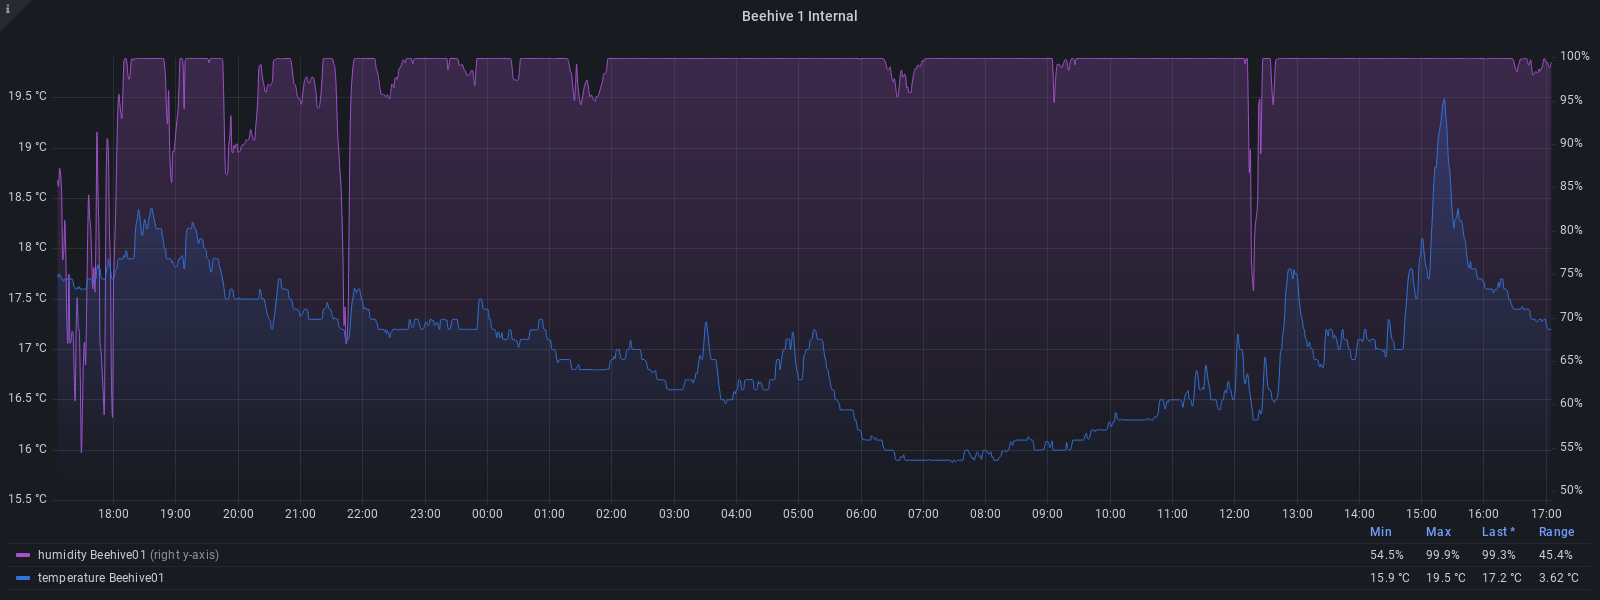 i
Beehive 1 Internal
19.5 °C
19 °C
18.5 °C
18 °C
17.5 °C
17 °C
16.5 °C
16 °C
15.5 °C
100%
95%
90%
85%
80%
75%
70%
65%
60%
55%
50%
18:00 19:00 20:00 21:00 22:00 23:00 00:00 01:00 02:00 03:00 04:00 05:00 06:00 07:00 08:00 09:00 10:00 11:00 12:00 13:00 14:00 15:00 16:00 17:00
Min Max Last * Range
humidity Beehive01 (right y-axis) 54.5% 99.9% 99.3% 45.4%
temperature Beehive01 15.9 °C 19.5 °C 17.2 °C 3.62 °C